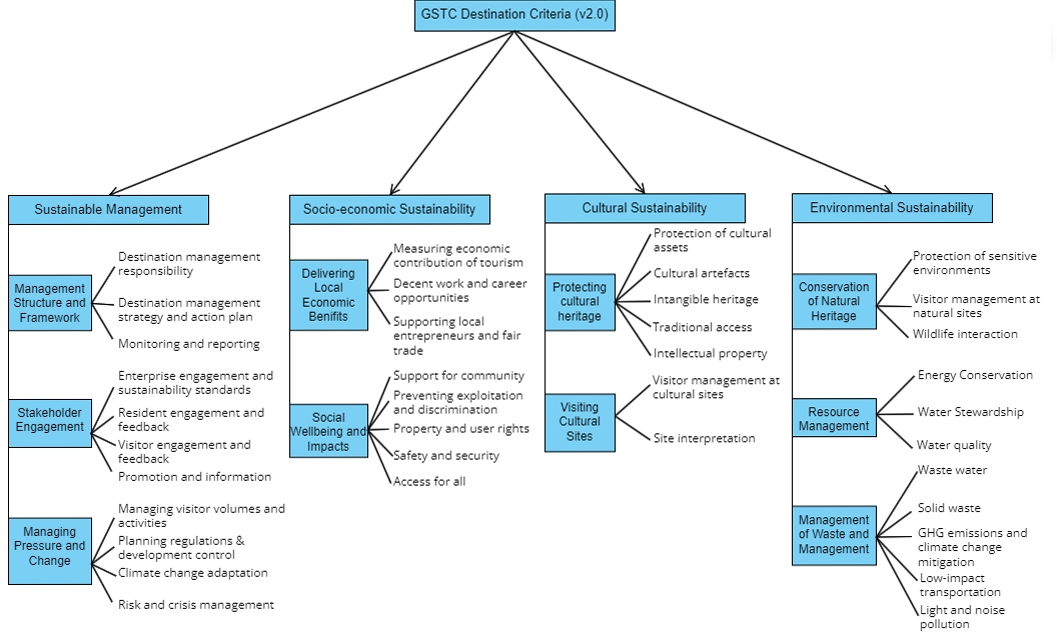 GSTC Destination Criteria (v2.0)
Sustainable Management
Management
Structure and
Framework
Destination management
responsibility
Destination management
strategy and action plan
Monitoring and reporting
Stakeholder
Engagement
Enterprise engagement and
sustainability standards
Resident engagement and
feedback
Visitor engagement and
feedback
Promotion and information
Managing
Pressure and
Change
Managing visitor volumes and
activities
Planning regulations &
development control
Climate change adaptation
Risk and crisis management
Socio-economic Sustainability
Delivering
Local
Economic
Benifits
Measuring economic
contribution of tourism
Decent work and career
opportunities
Supporting local
entrepreneurs and fair
trade
Social
Wellbeing and
Impacts
Support for community
Preventing exploitation
and discrimination
Property and user rights
Safety and security
Access for all
Cultural Sustainability
Protecting
cultural
heritage
Protection of cultural
assets
Cultural artefacts
Intangible heritage
Traditional access
Intellectual property
Visiting
Cultural
Sites
Visitor management at
cultural sites
Site interpretation
Environmental Sustainability
Conservation
of Natural
Heritage
Protection of sensitive
environments
Visitor management at
natural sites
Wildlife interaction
Resource
Management
Energy Conservation
Water Stewardship
Water quality
Management
of Waste and
Management
Waste water
Solid waste
GHG emissions and
climate change
mitigation
Low-impact
transportation
Light and noise
pollution